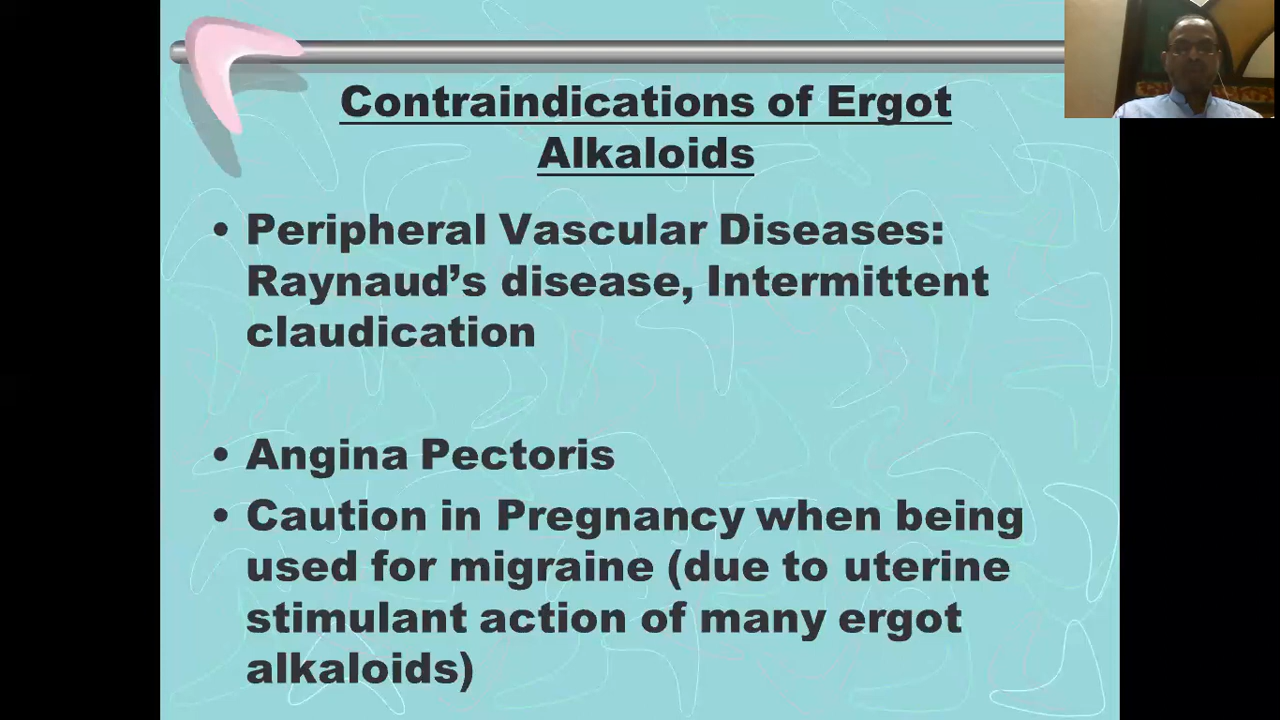 Contraindications of Ergot
Alkaloids
• Peripheral Vascular Diseases:
Raynaud’s disease, Intermittent
claudication
• Angina Pectoris
• Caution in Pregnancy when being
used for migraine (due to uterine
stimulant action of many ergot
alkaloids)